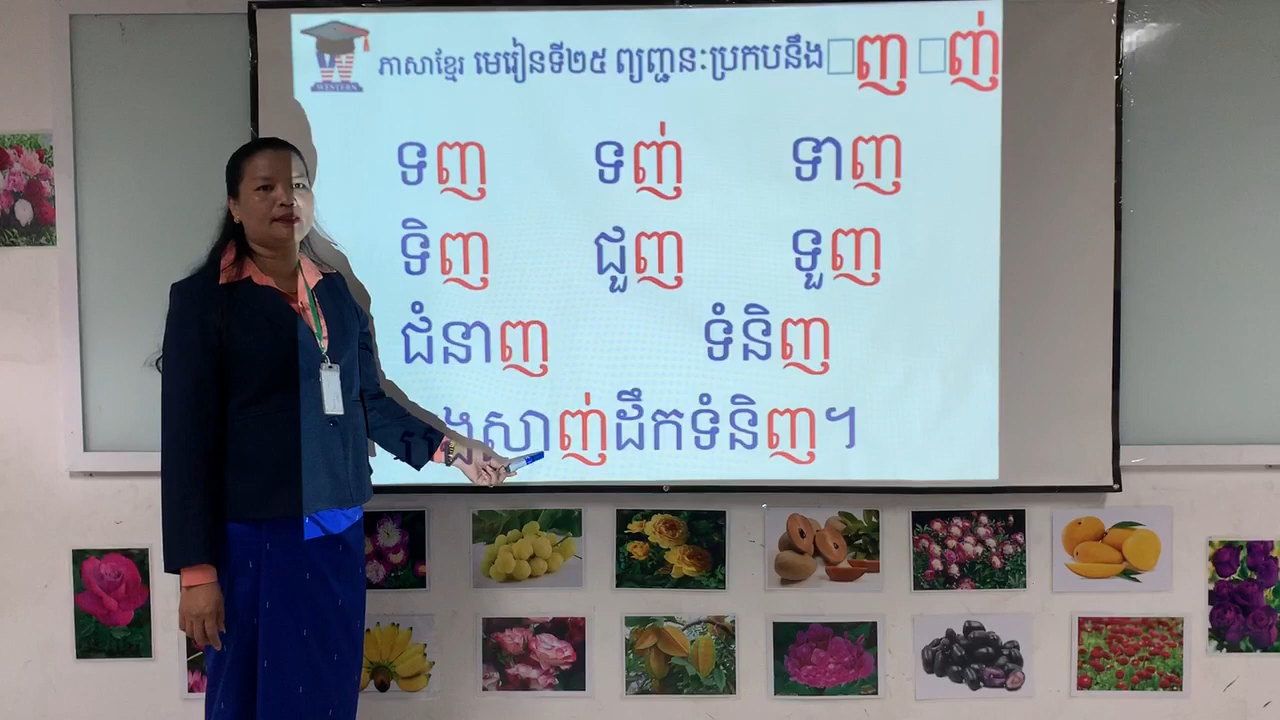 ភាសាខ្មែរ មេរៀនទី២៥ ព្យញ្ជនៈប្រកបនឹង□ញ □ញ់
WESTERN
ទញ ទញ់ ទាញ
ទិញ ជួញ ទួញ
ជំនាញ ទំនិញ
សាញ់ដឹកទំនិញ។